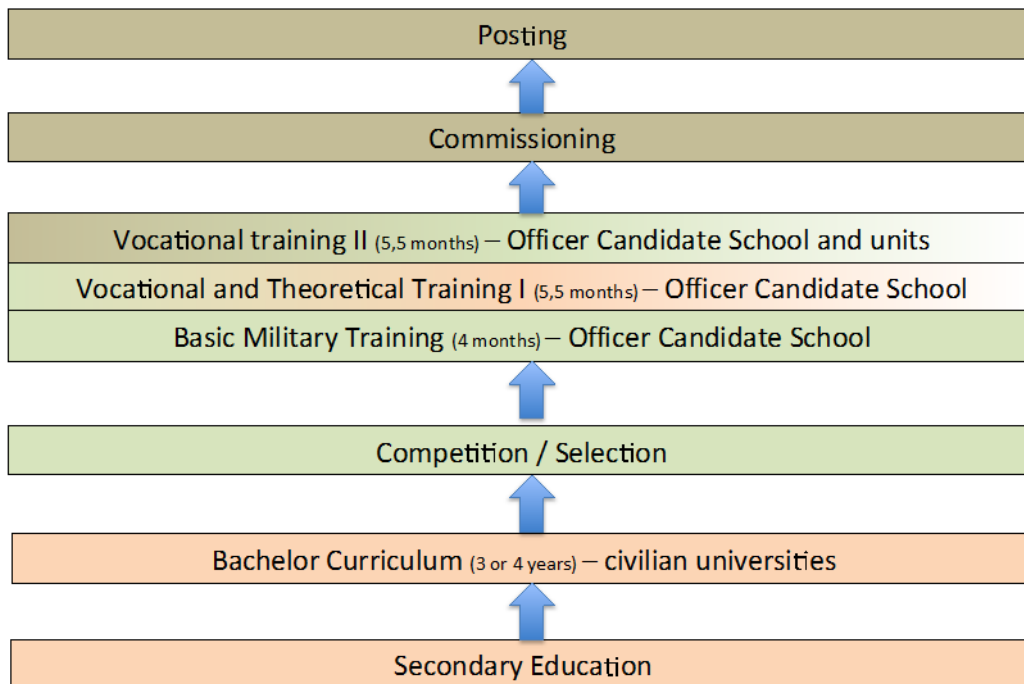 Posting
Commissioning
Vocational training II (5,5 months) – Officer Candidate School and units
Vocational and Theoretical Training I (5,5 months) – Officer Candidate School
Basic Military Training (4 months) – Officer Candidate School
Competition / Selection
Bachelor Curriculum (3 or 4 years) – civilian universities
Secondary Education